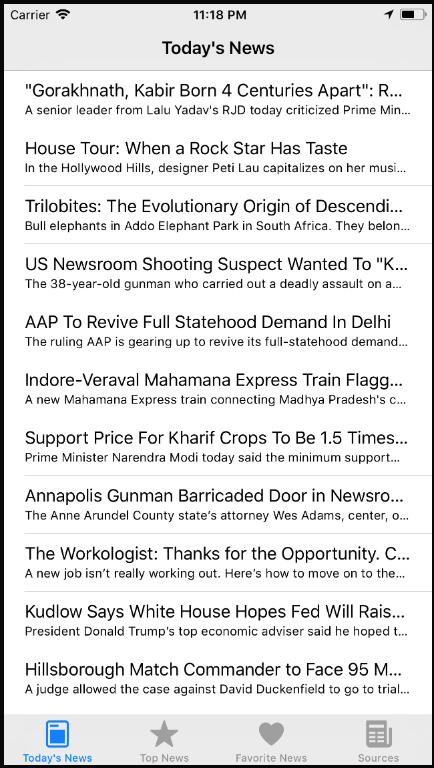 Carrier 11:18 PM
Today's News
"Gorakhnath, Kabir Born 4 Centuries Apart": R...
A senior leader from Lalu Yadav's RJD today criticized Prime Min...
House Tour: When a Rock Star Has Taste
In the Hollywood Hills, designer Peti Lau capitalizes on her musi...
Trilobites: The Evolutionary Origin of Descendi...
Bull elephants in Addo Elephant Park in South Africa. They belon...
US Newsroom Shooting Suspect Wanted To "K...
The 38-year-old gunman who carried out a deadly assault on a...
AAP To Revive Full Statehood Demand In Delhi
The ruling AAP is gearing up to revive its full-statehood demand...
Indore-Veraval Mahamana Express Train Flagg...
A new Mahamana Express train connecting Madhya Pradesh's c...
Support Price For Kharif Crops To Be 1.5 Times...
Prime Minister Narendra Modi today said the minimum support...
Annapolis Gunman Barricaded Door in Newsro...
The Anne Arundel County state’s attorney Wes Adams, center, o...
The Workologist: Thanks for the Opportunity. C...
A new job isn’t really working out. Here’s how to move on to the...
Kudlow Says White House Hopes Fed Will Rais...
President Donald Trump’s top economic adviser said he hoped t...
Hillsborough Match Commander to Face 95 M...
A judge allowed the case against David Duckenfield to go to trial...
Today's News Top News Favorite News Sources